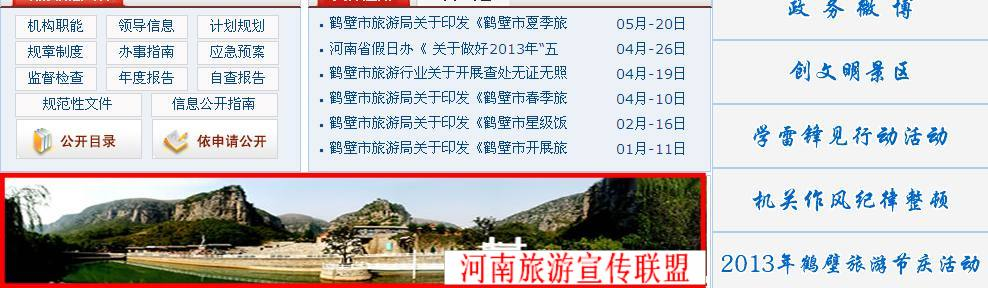 机构职能 领导信息 计划规划
规章制度 办事指南 应急预案
监督检查 年度报告 自查报告
规范性文件 信息公开指南
公开目录 依申请公开
鹤壁市旅游局关于印发《鹤壁市夏季旅 05月-20日
河南省假日办《 关于做好2013年“五 04月-26日
鹤壁市旅游行业关于开展查处无证无照 04月-19日
鹤壁市旅游局关于印发《鹤壁市春季旅 04月-10日
鹤壁市旅游局关于印发《鹤壁市星级饭 02月-16日
鹤壁市旅游局关于印发《鹤壁市开展旅 01月-11日
河南旅游宣传联盟
政务微博
创文明景区
学雷锋见行动活动
机关作风纪律整顿
2013年鹤壁旅游节庆活动